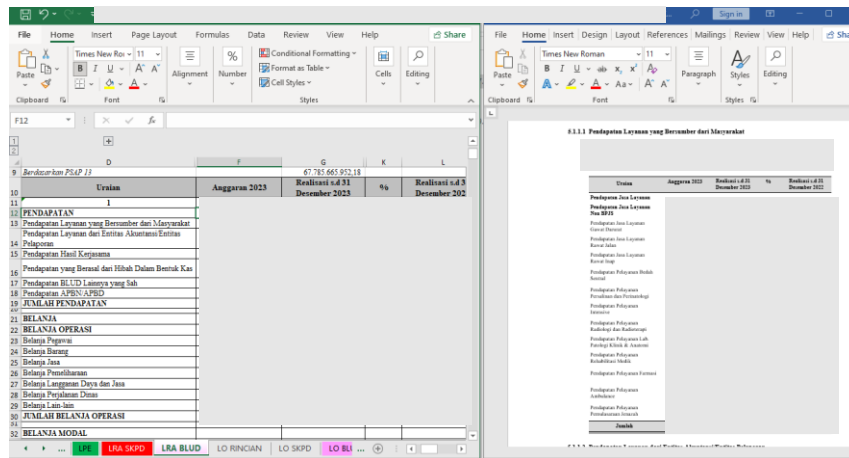 Sign in
File Home Insert Page Layout Formulas Data Review View Help Share
Times New Ror 11
Paste
B I U
Alignment
%
Number
Conditional Formatting
Format as Table
Cell Styles
Cells
Editing
Clipboard Font Styles
F12
fx
1
2
D F G K L
9 Berdasarkan PSAP 13 67.785.665.952,18
10 Uraian Anggaran 2023 Realisasi s.d 31 Desember 2023 % Realisasi s.d 3 Desember 202
11 1
12 PENDAPATAN
13 Pendapatan Layanan yang Bersumber dari Masyarakat
14 Pendapatan Layanan dari Entitas Akuntansi/Entitas Pelaporan
15 Pendapatan Hasil Kerjasama
16 Pendapatan yang Berasal dari Hibah Dalam Bentuk Kas
17 Pendapatan BLUD Lainnya yang Sah
18 Pendapatan APBN/APBD
19 JUMLAH PENDAPATAN
21 BELANJA
22 BELANJA OPERASI
23 Belanja Pegawai
24 Belanja Barang
25 Belanja Jasa
26 Belanja Pemeliharaan
27 Belanja Langganan Daya dan Jasa
28 Belanja Perjalanan Dinas
29 Belanja Lain-lain
30 JUMLAH BELANJA OPERASI
32 BELANJA MODAL
... LPE LRA SKPD LRA BLUD LO RINCIAN LO SKPD LO BLI ...
File Home Insert Design Layout References Mailings Review View Help Sha
Times New Roman 11
Paste
B I U ab x, x' A
A Aa A A
Paragraph
Styles
Editing
Clipboard Font Styles
L
5.1.1.1 Pendapatan Layanan yang Bersumber dari Masyarakat
Uraian Anggaran 2023 Realisasi s.d 31 Desember 2023 % Realisasi s.d 31 Desember 2022
Pendapatan Jasa Layanan
Pendapatan Jasa Layanan
Non BPJS
Pendapatan Jasa Layanan
Gawat Darurat
Pendapatan Jasa Layanan
Rawat Jalan
Pendapatan Jasa Layanan
Rawat Inap
Pendapatan Pelayanan Bedah
Sentral
Pendapatan Pelayanan
Persalinan dan Perinatologi
Pendapatan Pelayanan
Intensive
Pendapatan Pelayanan
Radiologi dan Radioterapi
Pendapatan Pelayanan Lab.
Patologi Klinik & Anatomi
Pendapatan Pelayanan
Rehabilitasi Medik
Pendapatan Pelayanan Farmasi
Pendapatan Pelayanan
Ambulance
Pendapatan Pelayanan
Pemulasaraan Jenazah
Jumlah